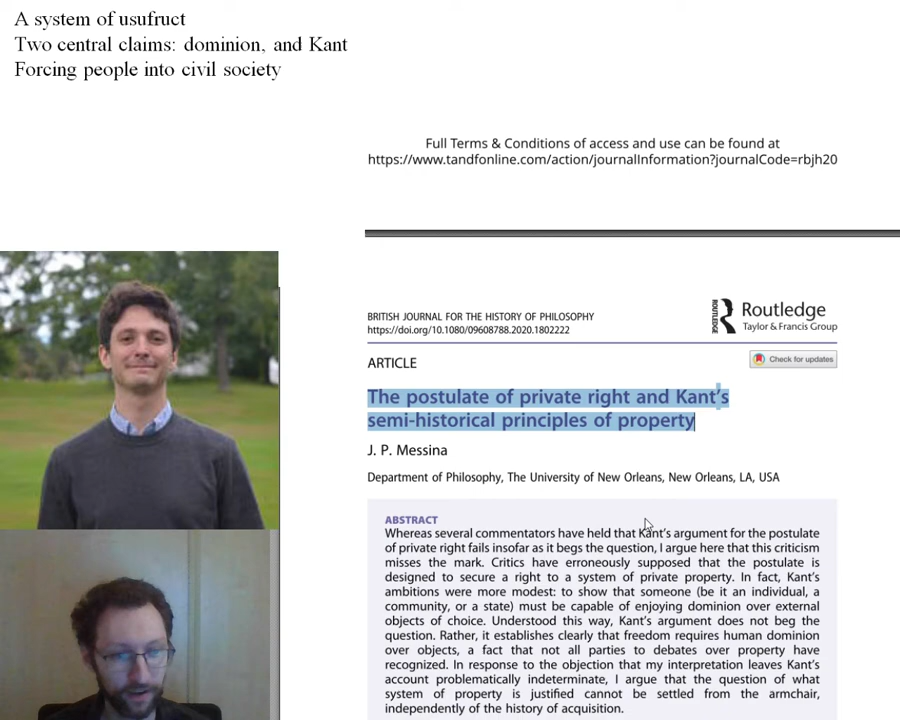 A system of usufruct
Two central claims: dominion, and Kant
Forcing people into civil society
Full Terms & Conditions of access and use can be found at
https://www.tandfonline.com/action/journalInformation?journalCode=rbjh20
BRITISH JOURNAL FOR THE HISTORY OF PHILOSOPHY
https://doi.org/10.1080/09608788.2020.1802222
ROUTLEDGE
Routledge
Taylor & Francis Group
ARTICLE
Check for updates
The postulate of private right and Kant's
semi-historical principles of property
J. P. Messina
Department of Philosophy, The University of New Orleans, New Orleans, LA, USA
ABSTRACT
Whereas several commentators have held that Kant's argument for the postulate
of private right fails insofar as it begs the question, I argue here that this criticism
misses the mark. Critics have erroneously supposed that the postulate is
designed to secure a right to a system of private property. In fact, Kant's
ambitions were more modest: to show that someone (be it an individual, a
community, or a state) must be capable of enjoying dominion over external
objects of choice. Understood this way, Kant's argument does not beg the
question. Rather, it establishes clearly that freedom requires human dominion
over objects, a fact that not all parties to debates over property have
recognized. In response to the objection that my interpretation leaves Kant's
account problematically indeterminate, I argue that the question of what
system of property is justified cannot be settled from the armchair,
independently of the history of acquisition.